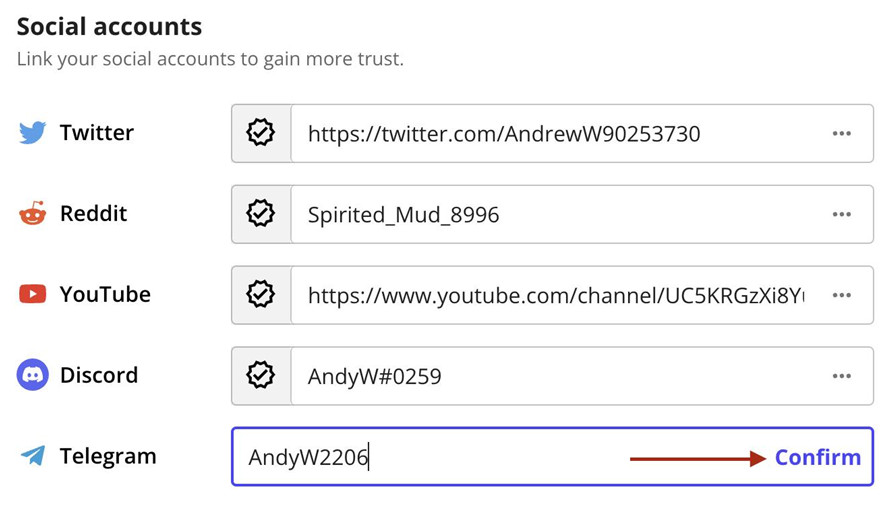 Social accounts
Link your social accounts to gain more trust.
Twitter https://twitter.com/AndrewW90253730
Reddit Spirited_Mud_8996
YouTube https://www.youtube.com/channel/UC5KRGzXi8Y
Discord AndyW#0259
Telegram AndyW2206 Confirm